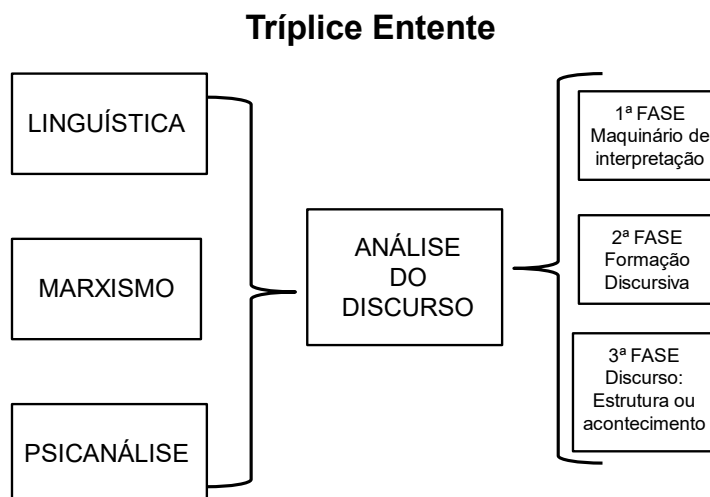 Tríplice Entente
LINGUÍSTICA
MARXISMO
PSICANÁLISE
ANÁLISE
DO
DISCURSO
1ª FASE
Maquinário de
interpretação
2ª FASE
Formação
Discursiva
3ª FASE
Discurso:
Estrutura ou
acontecimento